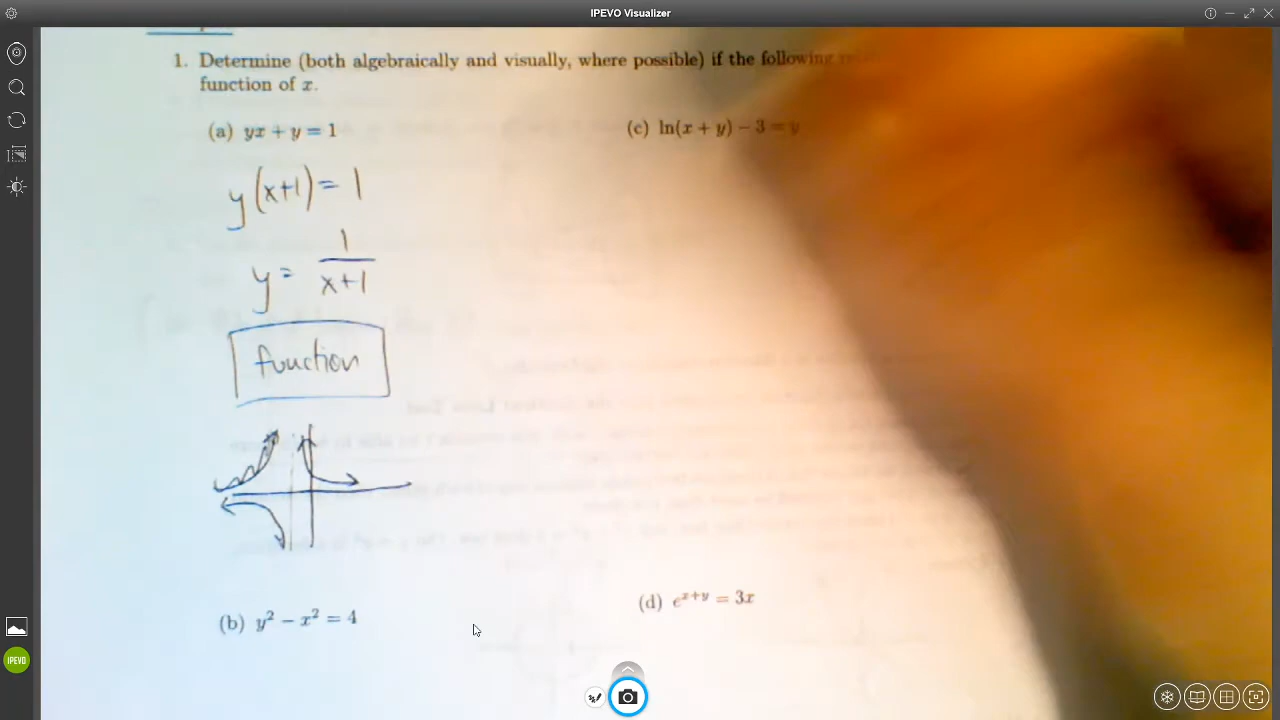 IPEVO Visualizer
1. Determine (both algebraically and visually, where possible) if the following
function of x.
(a) yx + y = 1
(c) ln(x + y) − 3 = y
y(x+1) = 1
y = 1/(x+1)
function
(b) y² − x² = 4
(d) e^{x+y} = 3x
IPEVO